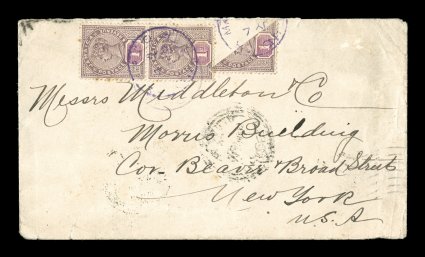 Messrs Middleton & Co
Morris Building
Cor. Beaver & Broad Street
New York
U.S.A